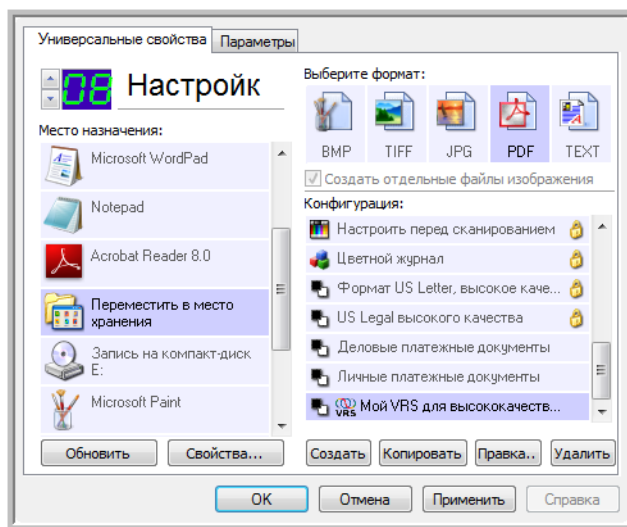 Универсальные свойства
Параметры
08
Настройк
Место назначения:
Microsoft WordPad
Notepad
Acrobat Reader 8.0
Переместить в место
хранения
Запись на компакт-диск
E:
Microsoft Paint
Обновить
Свойства...
Выберите формат:
BMP
TIFF
JPG
PDF
TEXT
Создать отдельные файлы изображения
Конфигурация:
Настроить перед сканированием
Цветной журнал
Формат US Letter, высокое каче...
US Legal высокого качества
Деловые платежные документы
Личные платежные документы
VRS Мой VRS для высококачеств...
Создать
Копировать
Правка..
Удалить
OK
Отмена
Применить
Справка